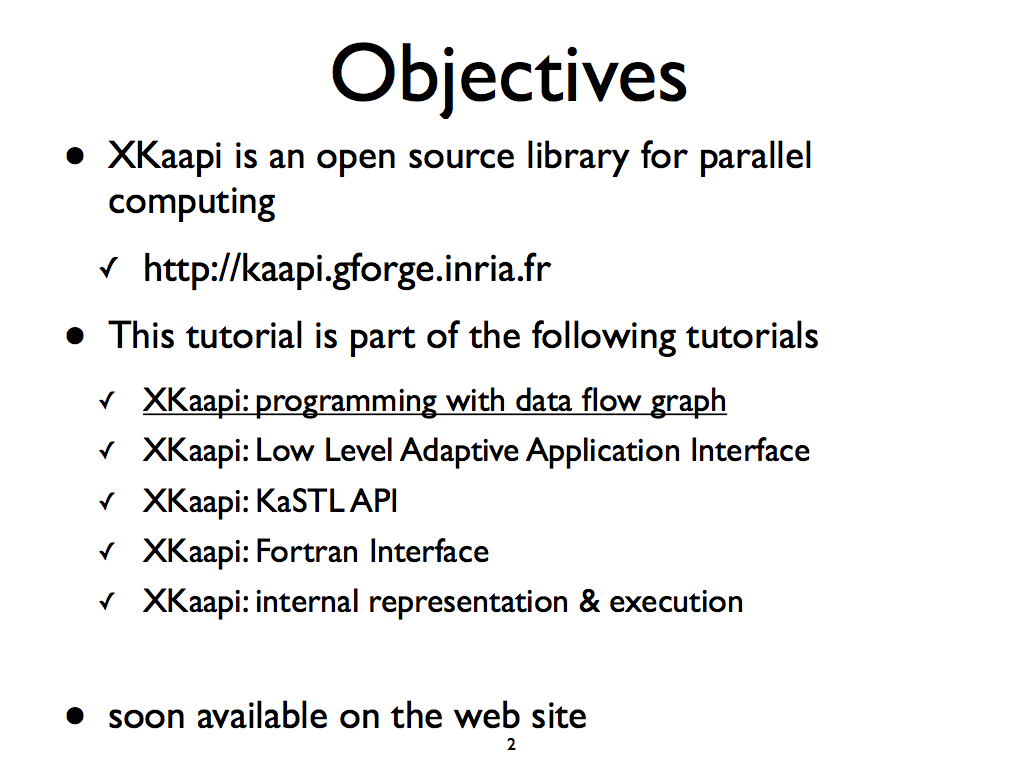 Objectives
• XKaapi is an open source library for parallel
computing
✓ http://kaapi.gforge.inria.fr
• This tutorial is part of the following tutorials
✓ XKaapi: programming with data flow graph
✓ XKaapi: Low Level Adaptive Application Interface
✓ XKaapi: KaSTL API
✓ XKaapi: Fortran Interface
✓ XKaapi: internal representation & execution
• soon available on the web site
2